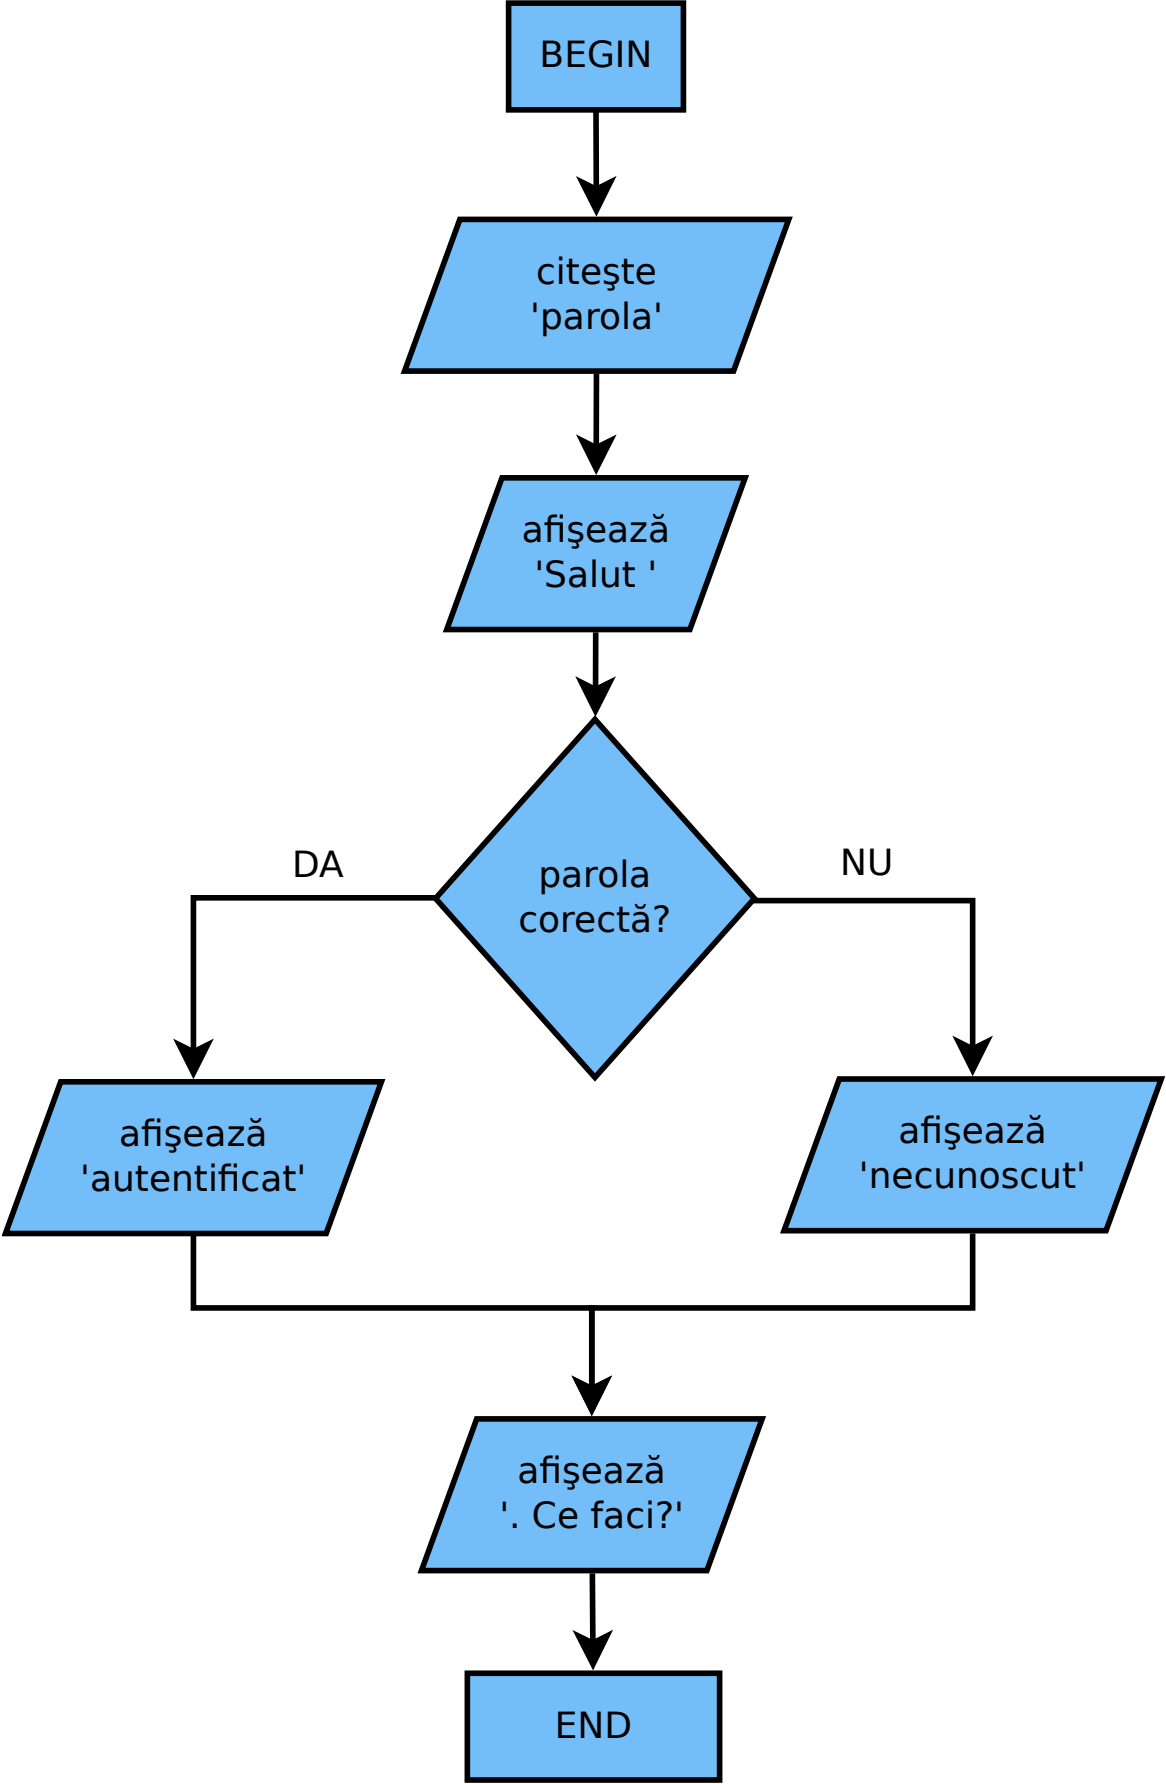 BEGIN
citeşte
'parola'
afişează
'Salut '
parola
corectă?
DA
NU
afişează
'autentificat'
afişează
'necunoscut'
afişează
'. Ce faci?'
END